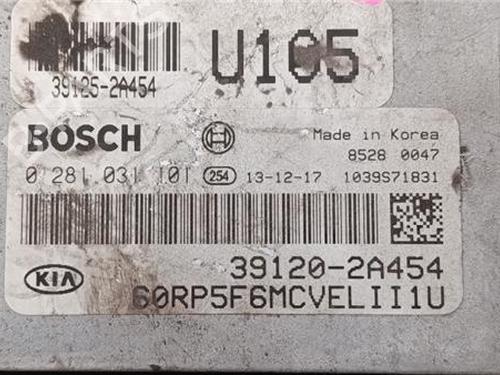 U105
39125-2A454
BOSCH
Made in Korea
8528 0047
0 281 031 101 254 13-12-17 1039S71831
KIA
39120-2A454
60RP5F6MCVELII1U